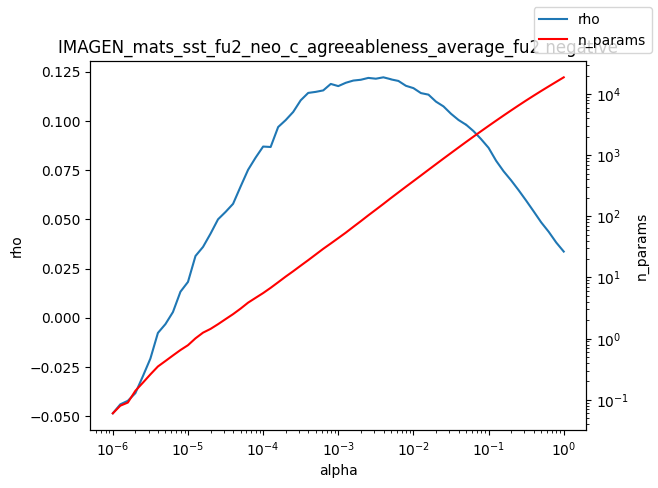 rho
n_params
IMAGEN_mats_sst_fu2_neo_c_agreeableness_average_fu2 negative
0.125
0.100
0.075
0.050
0.025
0.000
−0.025
−0.050
rho
10⁴
10³
10²
10¹
10⁰
10⁻¹
n_params
10⁻⁶ 10⁻⁵ 10⁻⁴ 10⁻³ 10⁻² 10⁻¹ 10⁰
alpha